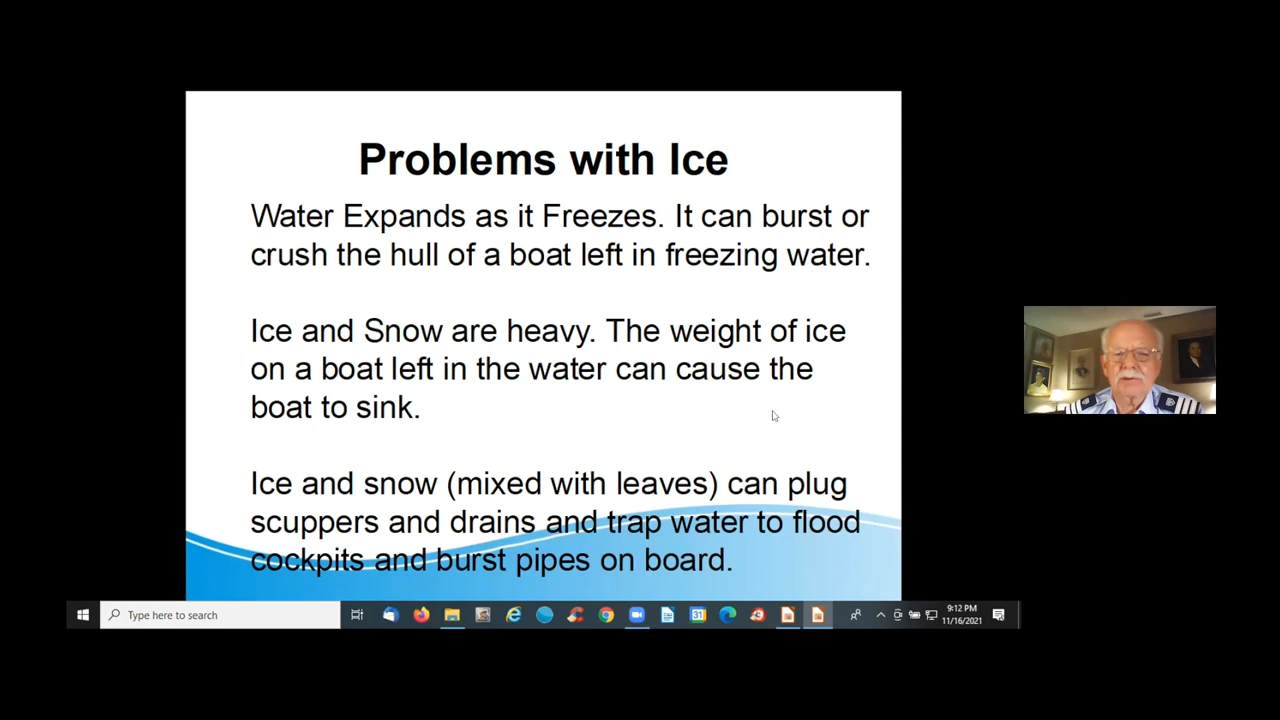 Problems with Ice
Water Expands as it Freezes. It can burst or
crush the hull of a boat left in freezing water.
Ice and Snow are heavy. The weight of ice
on a boat left in the water can cause the
boat to sink.
Ice and snow (mixed with leaves) can plug
scuppers and drains and trap water to flood
cockpits and burst pipes on board.
Type here to search
31
9:12 PM
11/16/2021